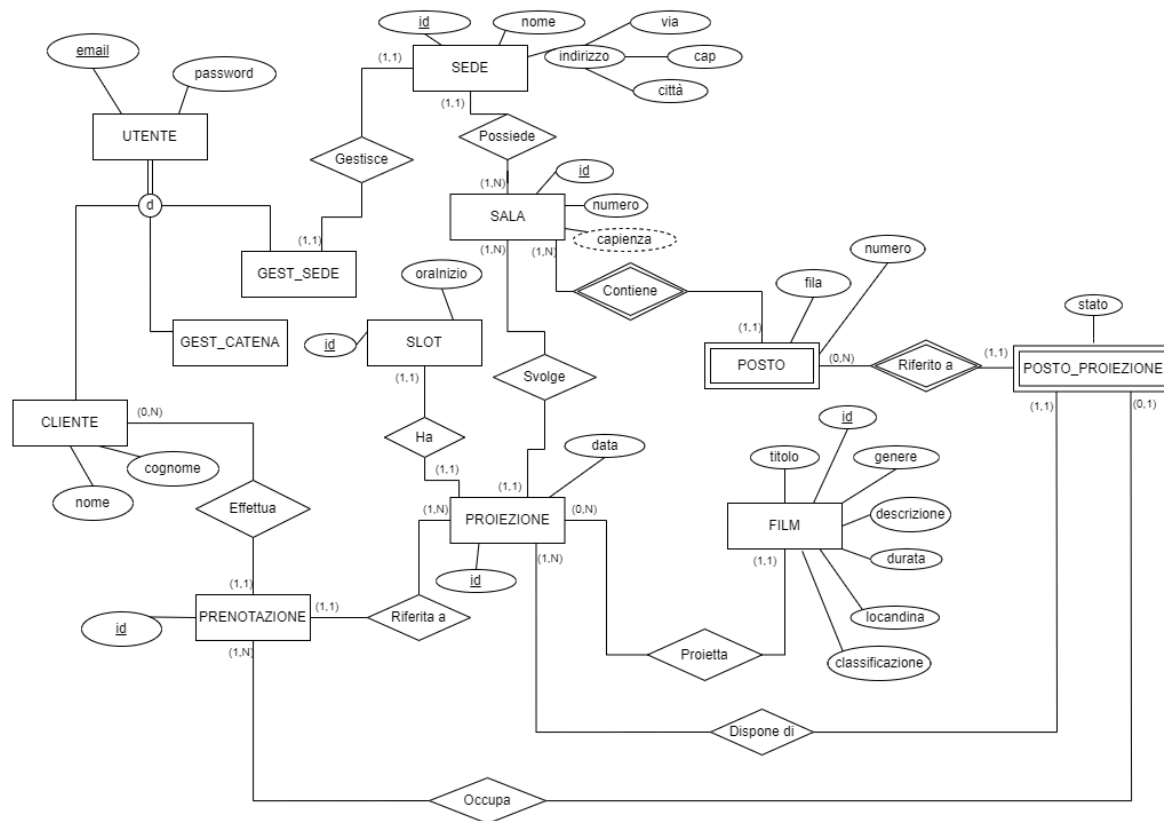 id
nome
via
email
(1,1)
SEDE
indirizzo
cap
password
città
(1,1)
UTENTE
Possiede
Gestisce
id
(1,N)
d
SALA
numero
(1,1)
(1,N)
(1,N)
capienza
GEST_SEDE
oraInizio
numero
Contiene
fila
stato
GEST_CATENA
id
SLOT
(1,1)
(1,1)
POSTO
(0,N)
Riferito a
(1,1)
POSTO_PROIEZIONE
Svolge
(1,1)
(0,1)
CLIENTE
(0,N)
id
Ha
titolo
genere
cognome
data
(1,1)
nome
(1,1)
Effettua
(1,N)
PROIEZIONE
(0,N)
FILM
descrizione
(1,N)
(1,1)
durata
id
(1,1)
PRENOTAZIONE
(1,1)
Riferita a
locandina
id
(1,N)
Proietta
classificazione
Dispone di
Occupa